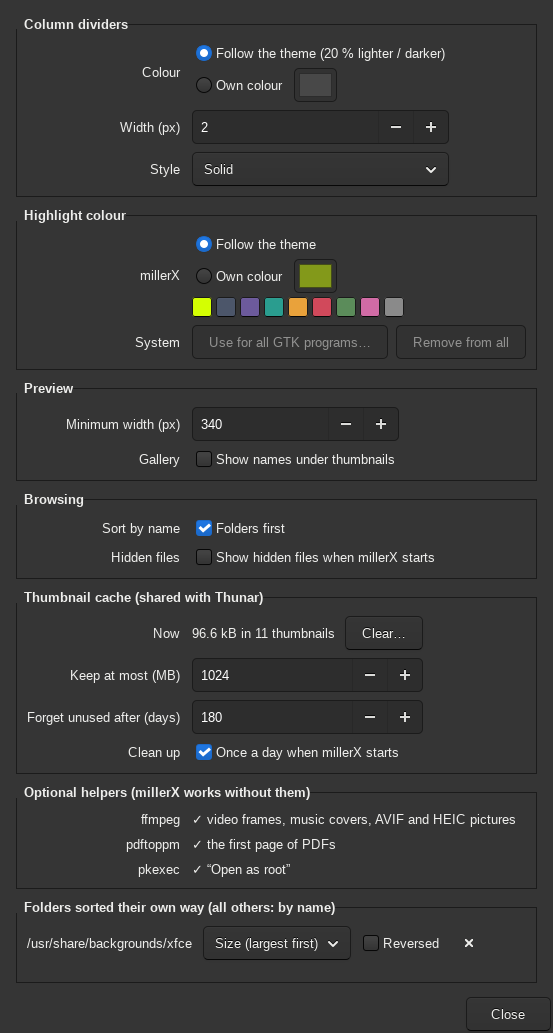 Column dividers
Colour
Follow the theme (20 % lighter / darker)
Own colour
Width (px) 2 − +
Style Solid
Highlight colour
millerX
Follow the theme
Own colour
System Use for all GTK programs… Remove from all
Preview
Minimum width (px) 340 − +
Gallery Show names under thumbnails
Browsing
Sort by name Folders first
Hidden files Show hidden files when millerX starts
Thumbnail cache (shared with Thunar)
Now 96.6 kB in 11 thumbnails Clear…
Keep at most (MB) 1024 − +
Forget unused after (days) 180 − +
Clean up Once a day when millerX starts
Optional helpers (millerX works without them)
ffmpeg ✓ video frames, music covers, AVIF and HEIC pictures
pdftoppm ✓ the first page of PDFs
pkexec ✓ “Open as root”
Folders sorted their own way (all others: by name)
/usr/share/backgrounds/xfce Size (largest first) Reversed ×
Close